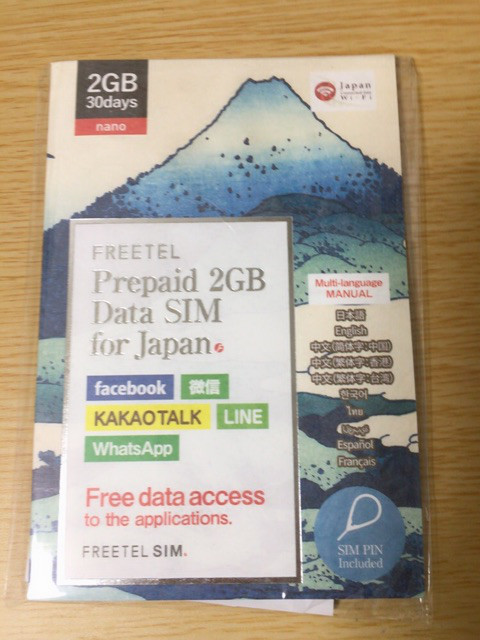 2GB
30days
nano
Japan
Wi-Fi
FREETEL
Prepaid 2GB
Data SIM
for Japan
facebook
微信
KAKAOTALK
LINE
WhatsApp
Free data access
to the applications.
FREETEL SIM.
Multi-language
MANUAL
日本語
English
中文(简体字:中国)
中文(繁体字:香港)
中文(繁体字:台湾)
한국어
ไทย
Español
Français
SIM PIN
Included